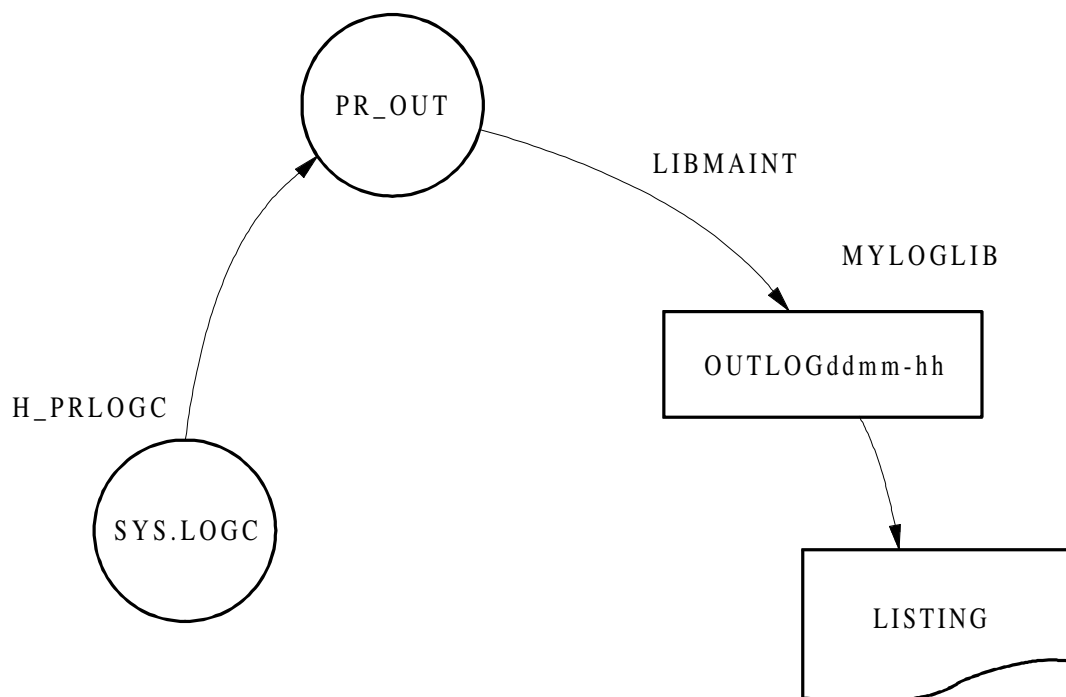 PR_OUT
LIBMAINT
MYLOGLIB
OUTLOGddmm-hh
H_PRLOGC
SYS.LOGC
LISTING